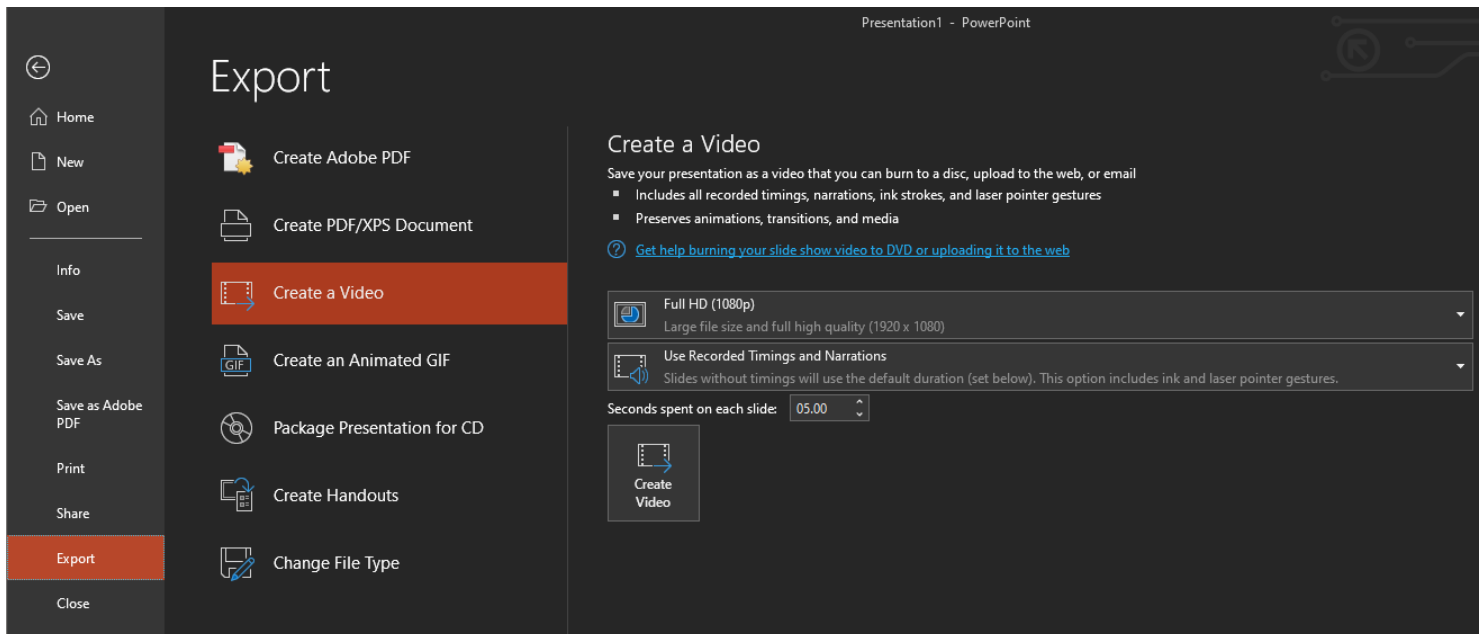 Presentation1 - PowerPoint
Export
Home
New
Open
Info
Save
Save As
Save as Adobe
PDF
Print
Share
Export
Close
Create Adobe PDF
Create PDF/XPS Document
Create a Video
Create an Animated GIF
GIF
Package Presentation for CD
Create Handouts
Change File Type
Create a Video
Save your presentation as a video that you can burn to a disc, upload to the web, or email
▪ Includes all recorded timings, narrations, ink strokes, and laser pointer gestures
▪ Preserves animations, transitions, and media
? Get help burning your slide show video to DVD or uploading it to the web
Full HD (1080p)
Large file size and full high quality (1920 x 1080)
Use Recorded Timings and Narrations
Slides without timings will use the default duration (set below). This option includes ink and laser pointer gestures.
Seconds spent on each slide: 05.00
Create
Video